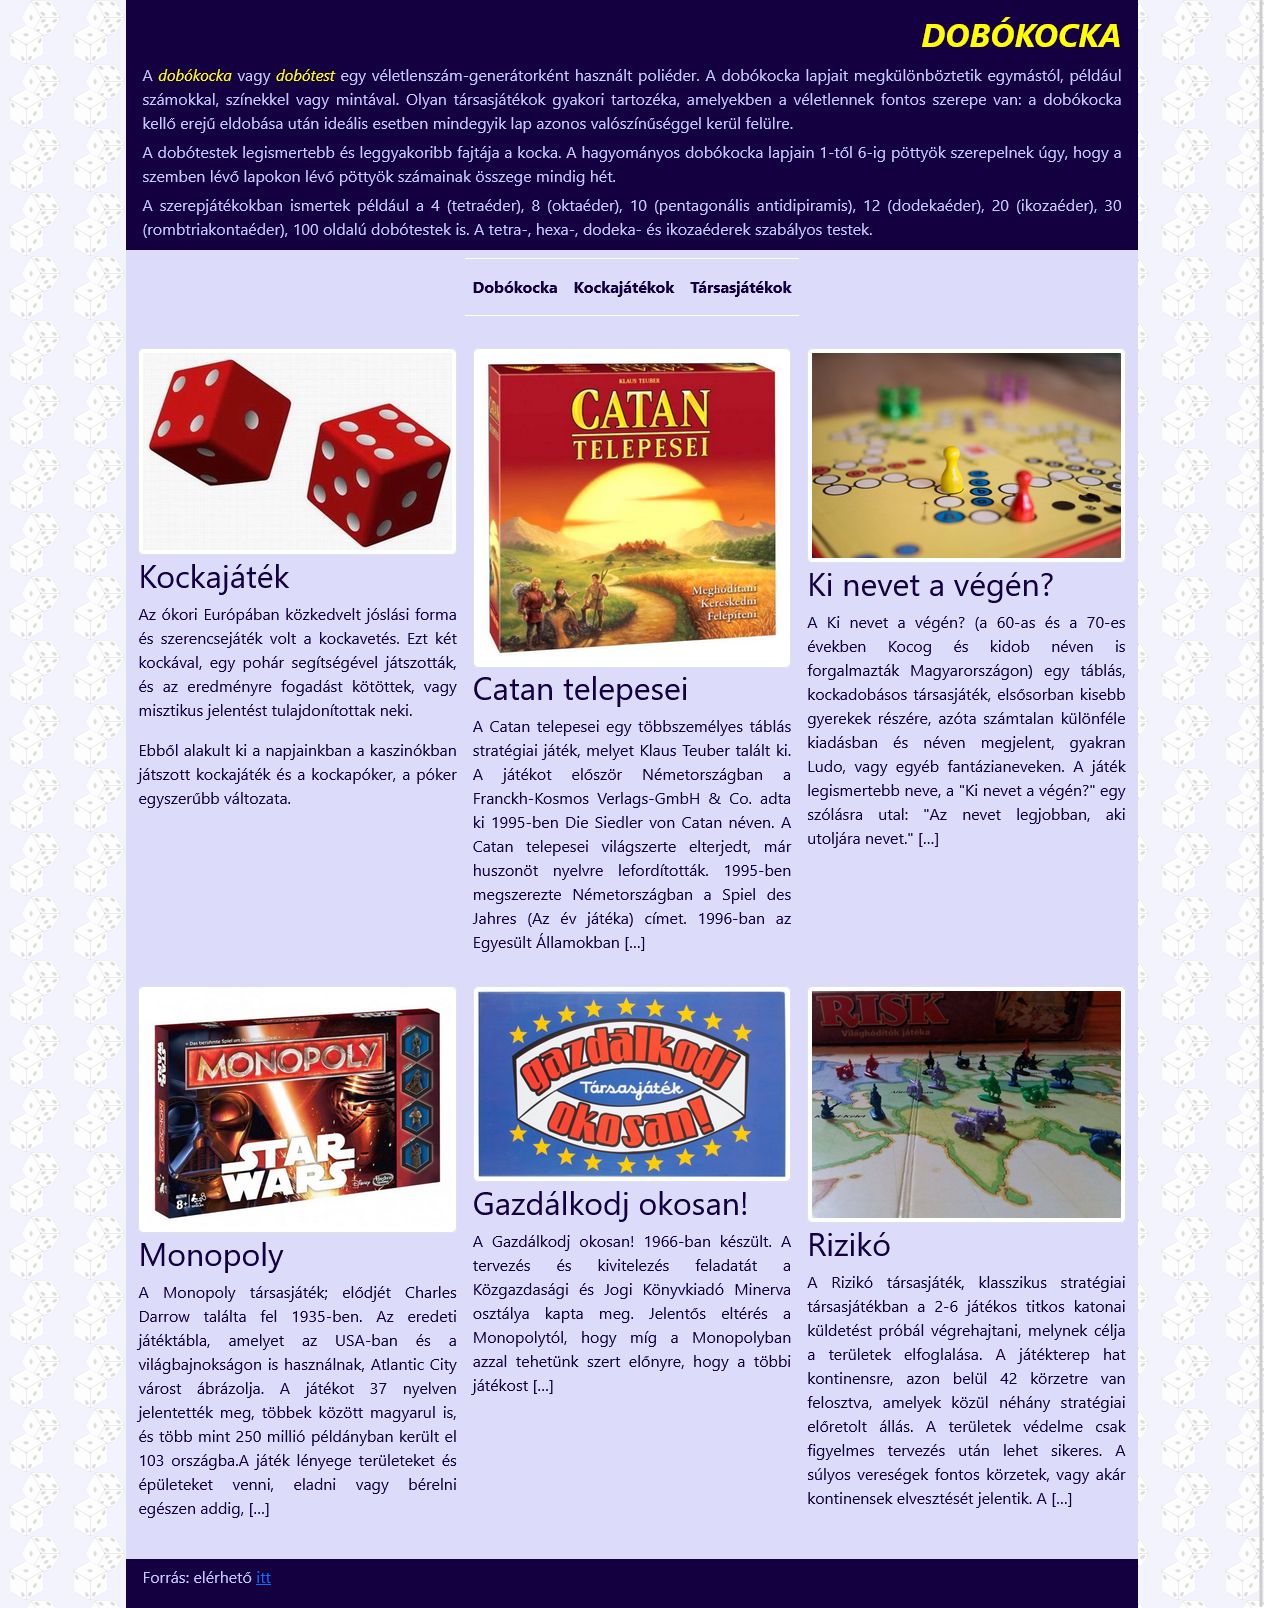 DOBÓKOCKA
A dobókocka vagy dobótest egy véletlenszám-generátorként használt poliéder. A dobókocka lapjait megkülönböztetik egymástól, például
számokkal, színekkel vagy mintával. Olyan társasjátékok gyakori tartozéka, amelyekben a véletlennek fontos szerepe van: a dobókocka
kellő erejű eldobása után ideális esetben mindegyik lap azonos valószínűséggel kerül felülre.
A dobótestek legismertebb és leggyakoribb fajtája a kocka. A hagyományos dobókocka lapjain 1-től 6-ig pöttyök szerepelnek úgy, hogy a
szemben lévő lapokon lévő pöttyök számainak összege mindig hét.
A szerepjátékokban ismertek például a 4 (tetraéder), 8 (oktaéder), 10 (pentagonális antidipiramis), 12 (dodekaéder), 20 (ikozaéder), 30
(rombtriakontaéder), 100 oldalú dobótestek is. A tetra-, hexa-, dodeka- és ikozaéderek szabályos testek.
Dobókocka Kockajátékok Társasjátékok
Kockajáték
Az ókori Európában közkedvelt jóslási forma
és szerencsejáték volt a kockavetés. Ezt két
kockával, egy pohár segítségével játszották,
és az eredményre fogadást kötöttek, vagy
misztikus jelentést tulajdonítottak neki.
Ebből alakult ki a napjainkban a kaszinókban
játszott kockajáték és a kockapóker, a póker
egyszerűbb változata.
KLAUS TEUBER
CATAN
TELEPESEI
Meghódítani
Kereskedni
Felépíteni
Catan telepesei
A Catan telepesei egy többszemélyes táblás
stratégiai játék, melyet Klaus Teuber talált ki.
A játékot először Németországban a
Franckh-Kosmos Verlags-GmbH & Co. adta
ki 1995-ben Die Siedler von Catan néven. A
Catan telepesei világszerte elterjedt, már
huszonöt nyelvre lefordították. 1995-ben
megszerezte Németországban a Spiel des
Jahres (Az év játéka) címet. 1996-ban az
Egyesült Államokban [...]
Ki nevet a végén?
A Ki nevet a végén? (a 60-as és a 70-es
években Kocog és kidob néven is
forgalmazták Magyarországon) egy táblás,
kockadobásos társasjáték, elsősorban kisebb
gyerekek részére, azóta számtalan különféle
kiadásban és néven megjelent, gyakran
Ludo, vagy egyéb fantázianeveken. A játék
legismertebb neve, a "Ki nevet a végén?" egy
szólásra utal: "Az nevet legjobban, aki
utoljára nevet." [...]
MONOPOLY
STAR
WARS
8+
Monopoly
A Monopoly társasjáték; elődjét Charles
Darrow találta fel 1935-ben. Az eredeti
játéktábla, amelyet az USA-ban és a
világbajnokságon is használnak, Atlantic City
várost ábrázolja. A játékot 37 nyelven
jelentették meg, többek között magyarul is,
és több mint 250 millió példányban került el
103 országba.A játék lényege területeket és
épületeket venni, eladni vagy bérelni
egészen addig, [...]
gazdálkodj
Társasjáték
okosan!
Gazdálkodj okosan!
A Gazdálkodj okosan! 1966-ban készült. A
tervezés és kivitelezés feladatát a
Közgazdasági és Jogi Könyvkiadó Minerva
osztálya kapta meg. Jelentős eltérés a
Monopolytól, hogy míg a Monopolyban
azzal tehetünk szert előnyre, hogy a többi
játékost [...]
RISK
Világhódítók játéka
Rizikó
A Rizikó társasjáték, klasszikus stratégiai
társasjátékban a 2-6 játékos titkos katonai
küldetést próbál végrehajtani, melynek célja
a területek elfoglalása. A játékterep hat
kontinensre, azon belül 42 körzetre van
felosztva, amelyek közül néhány stratégiai
előretolt állás. A területek védelme csak
figyelmes tervezés után lehet sikeres. A
súlyos vereségek fontos körzetek, vagy akár
kontinensek elvesztését jelentik. A [...]
Forrás: elérhető itt